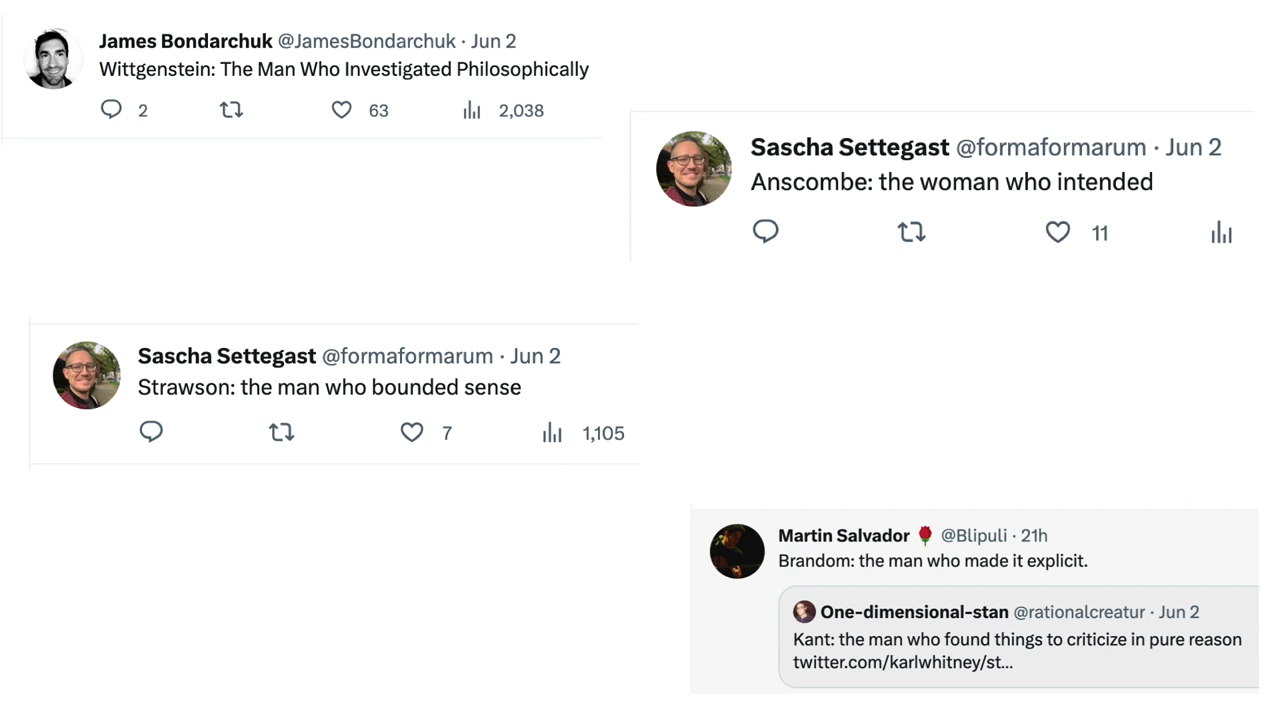 James Bondarchuk @JamesBondarchuk · Jun 2
Wittgenstein: The Man Who Investigated Philosophically
2 63 2,038
Sascha Settegast @formaformarum · Jun 2
Anscombe: the woman who intended
11
Sascha Settegast @formaformarum · Jun 2
Strawson: the man who bounded sense
7 1,105
Martin Salvador 🌹 @Blipuli · 21h
Brandom: the man who made it explicit.
One-dimensional-stan @rationalcreatur · Jun 2
Kant: the man who found things to criticize in pure reason
twitter.com/karlwhitney/st...